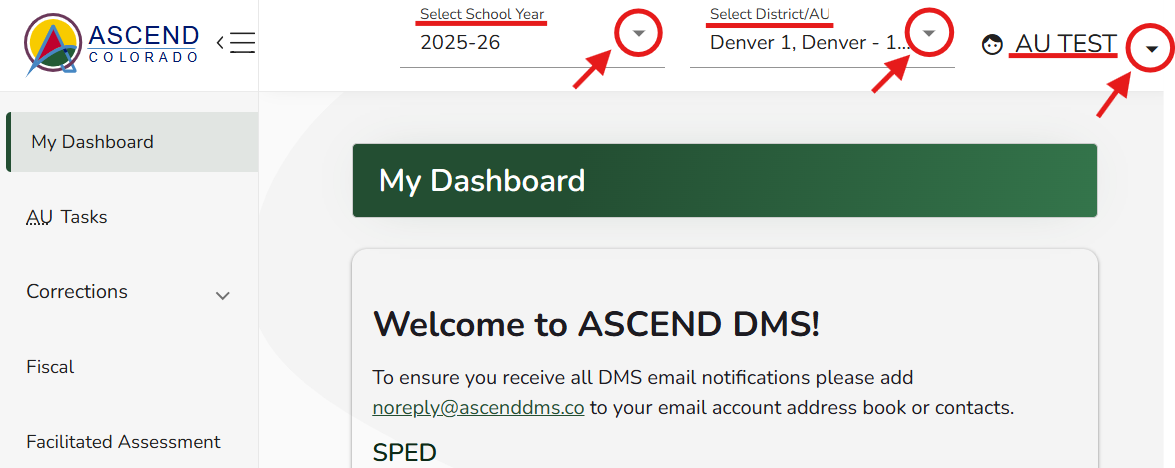 ASCEND
COLORADO
Select School Year
2025-26
Select District/AU
Denver 1, Denver - 1...
AU TEST
My Dashboard
AU Tasks
Corrections
Fiscal
Facilitated Assessment
My Dashboard
Welcome to ASCEND DMS!
To ensure you receive all DMS email notifications please add
noreply@ascenddms.co to your email account address book or contacts.
SPED